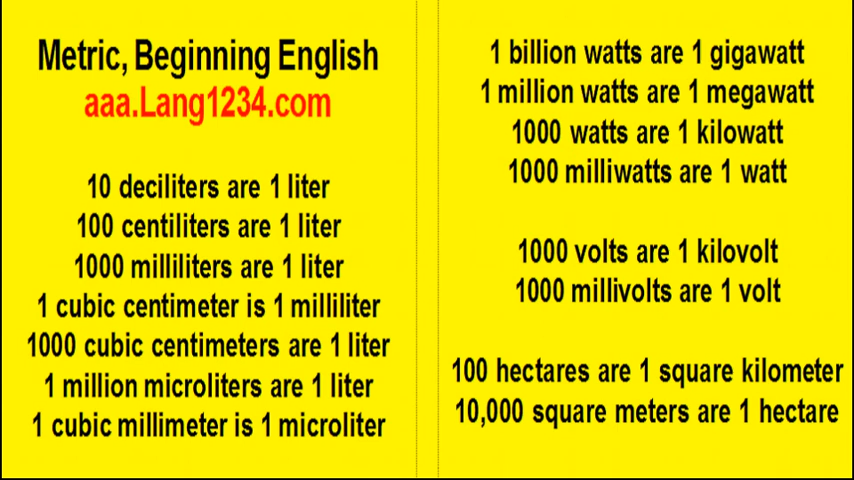 Metric, Beginning English
aaa.Lang1234.com
10 deciliters are 1 liter
100 centiliters are 1 liter
1000 milliliters are 1 liter
1 cubic centimeter is 1 milliliter
1000 cubic centimeters are 1 liter
1 million microliters are 1 liter
1 cubic millimeter is 1 microliter
1 billion watts are 1 gigawatt
1 million watts are 1 megawatt
1000 watts are 1 kilowatt
1000 milliwatts are 1 watt
1000 volts are 1 kilovolt
1000 millivolts are 1 volt
100 hectares are 1 square kilometer
10,000 square meters are 1 hectare